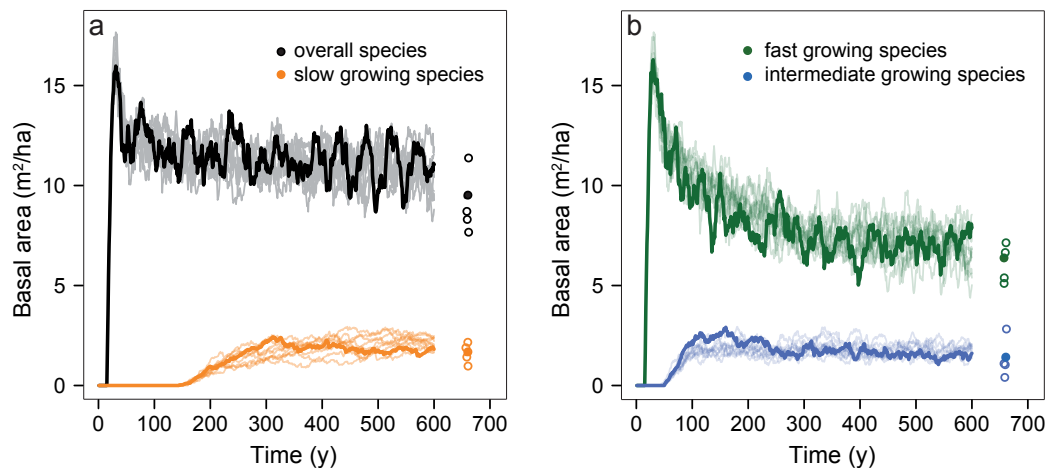 a
overall species
slow growing species
Basal area (m²/ha)
15
10
5
0
0 100 200 300 400 500 600 700
Time (y)
b
fast growing species
intermediate growing species
Basal area (m²/ha)
15
10
5
0
0 100 200 300 400 500 600 700
Time (y)